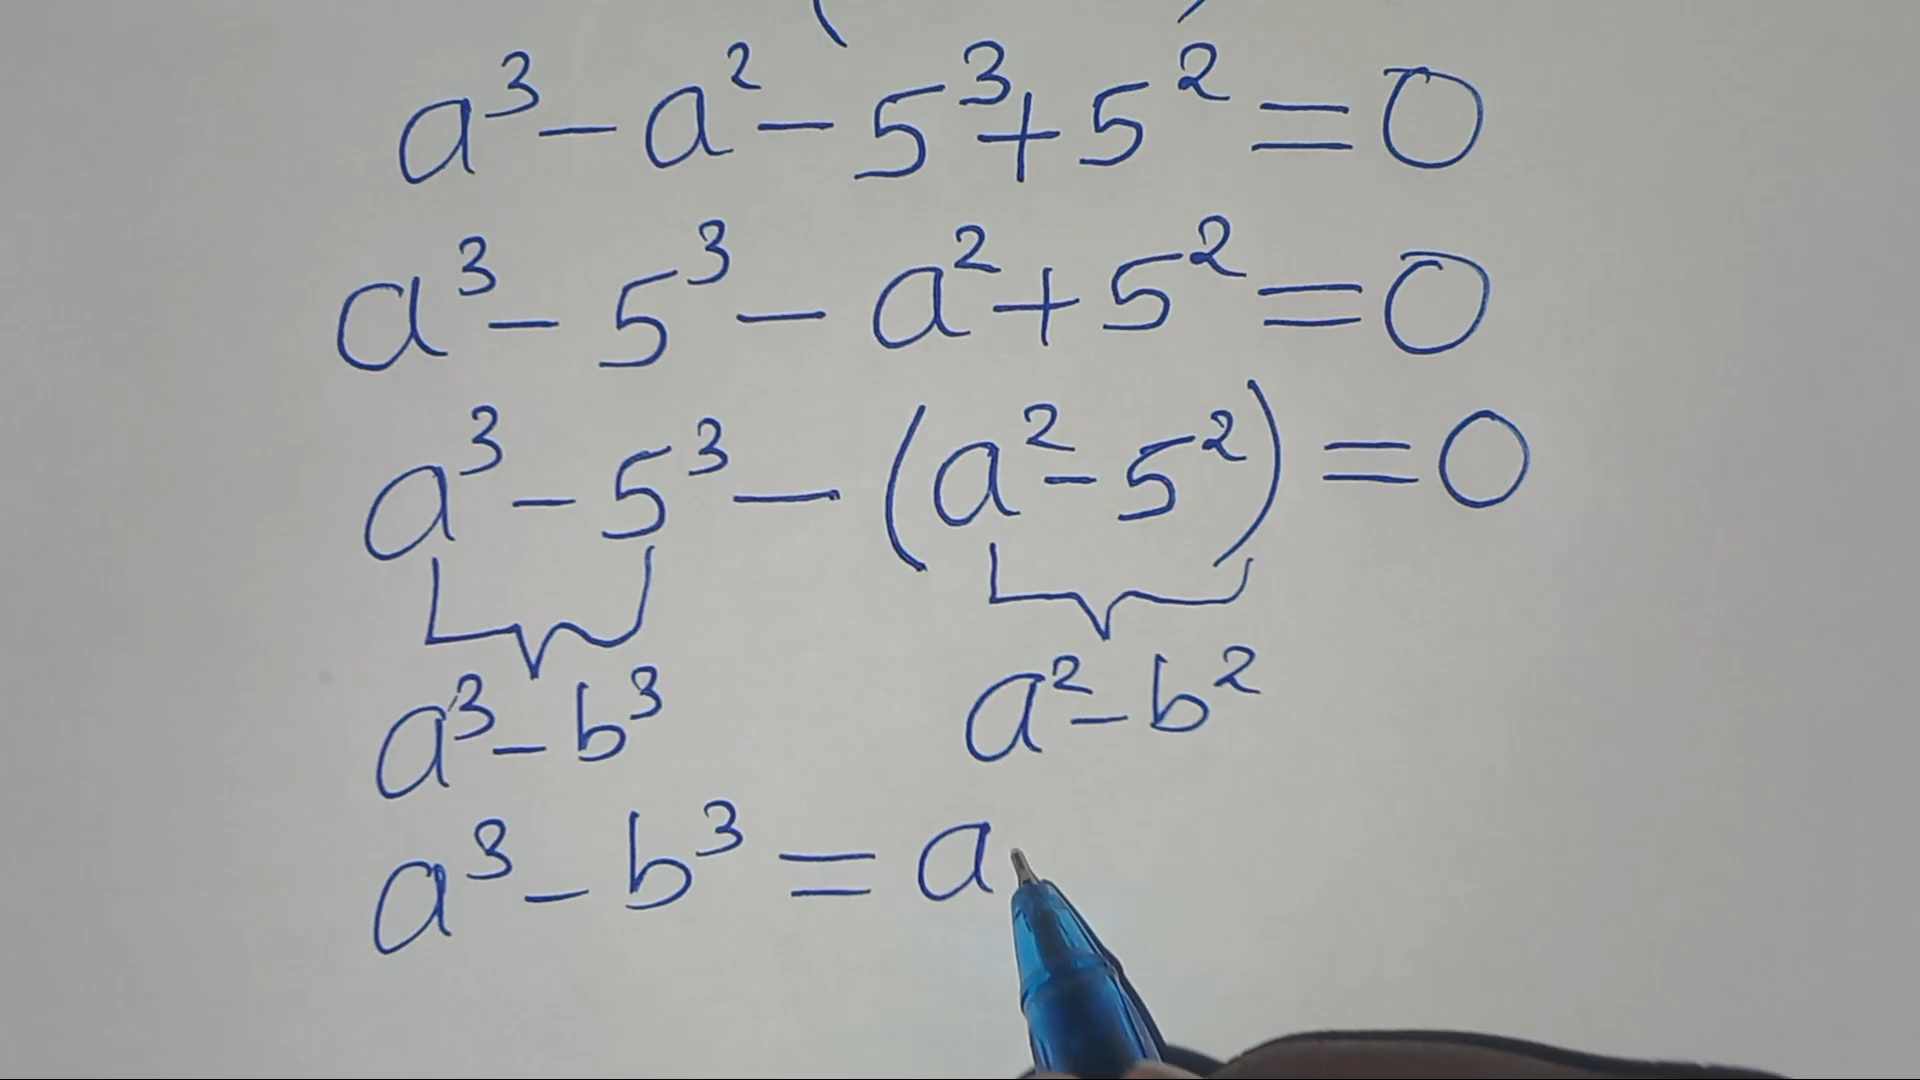 a³ - a² - 5³ + 5² = 0
a³ - 5³ - a² + 5² = 0
a³ - 5³ - (a² - 5²) = 0
a³ - b³ a² - b²
a³ - b³ = a